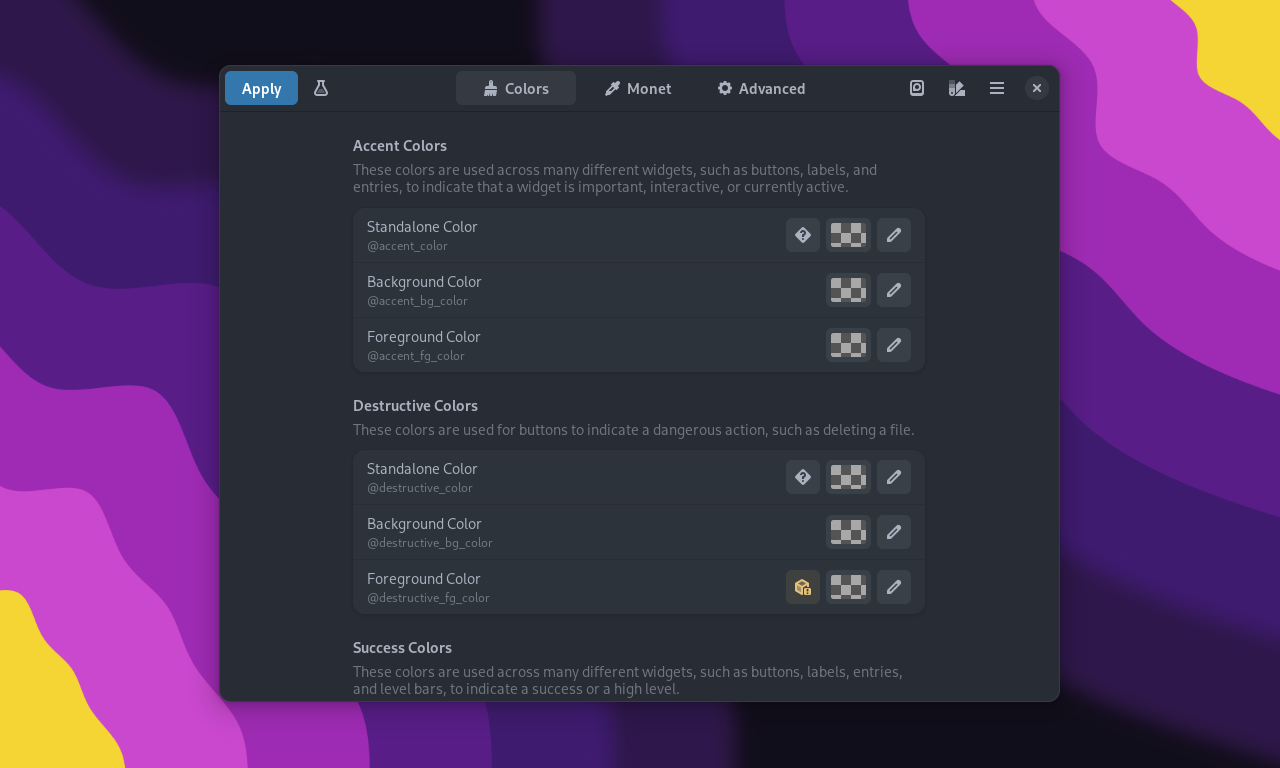 Apply
Colors
Monet
Advanced
Accent Colors
These colors are used across many different widgets, such as buttons, labels, and
entries, to indicate that a widget is important, interactive, or currently active.
Standalone Color
@accent_color
Background Color
@accent_bg_color
Foreground Color
@accent_fg_color
Destructive Colors
These colors are used for buttons to indicate a dangerous action, such as deleting a file.
Standalone Color
@destructive_color
Background Color
@destructive_bg_color
Foreground Color
@destructive_fg_color
Success Colors
These colors are used across many different widgets, such as buttons, labels, entries,
and level bars, to indicate a success or a high level.